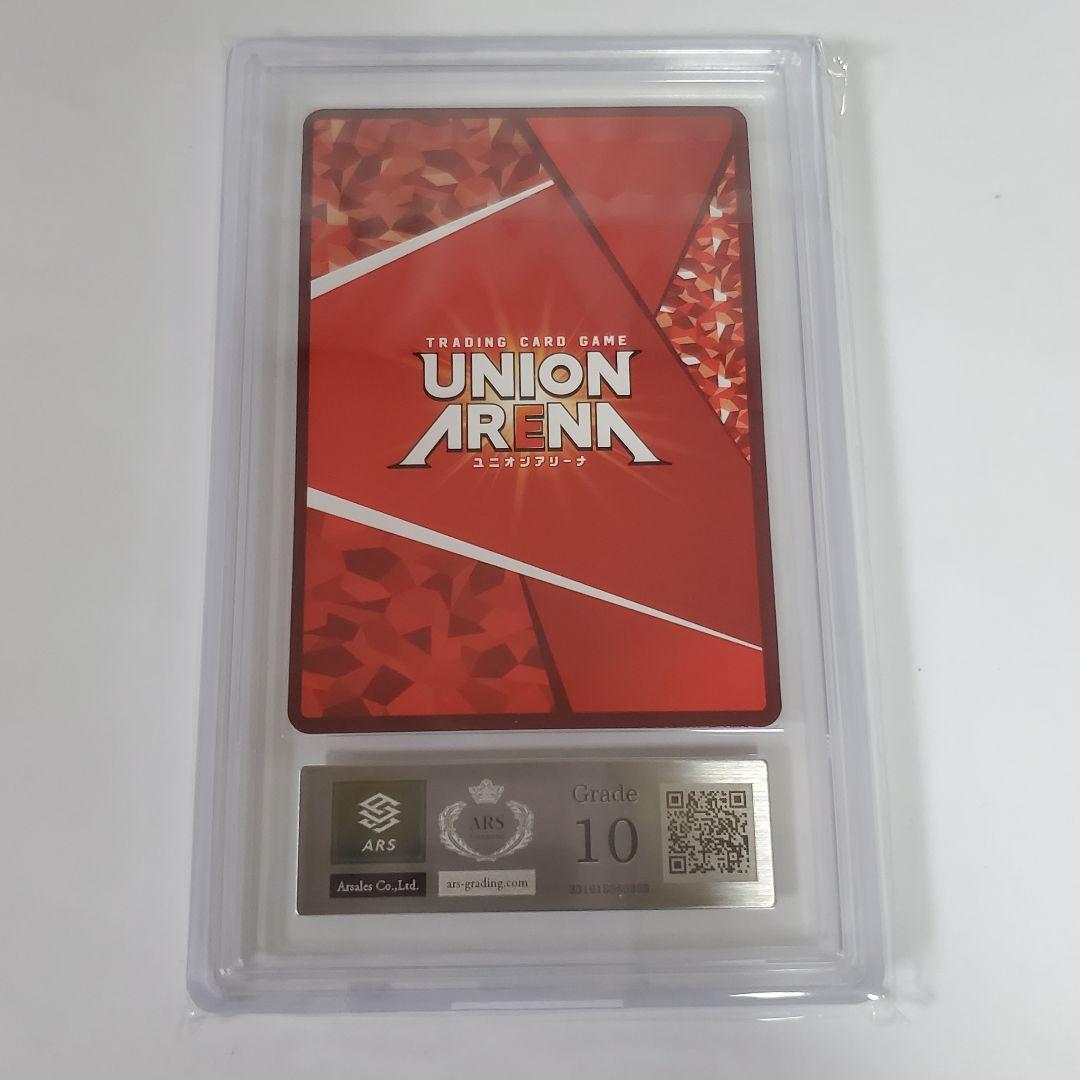 TRADING CARD GAME
UNION
ARENA
ユニオンアリーナ
ARS
Arsales Co.,Ltd.
ARS
ars-grading.com
Grade
10